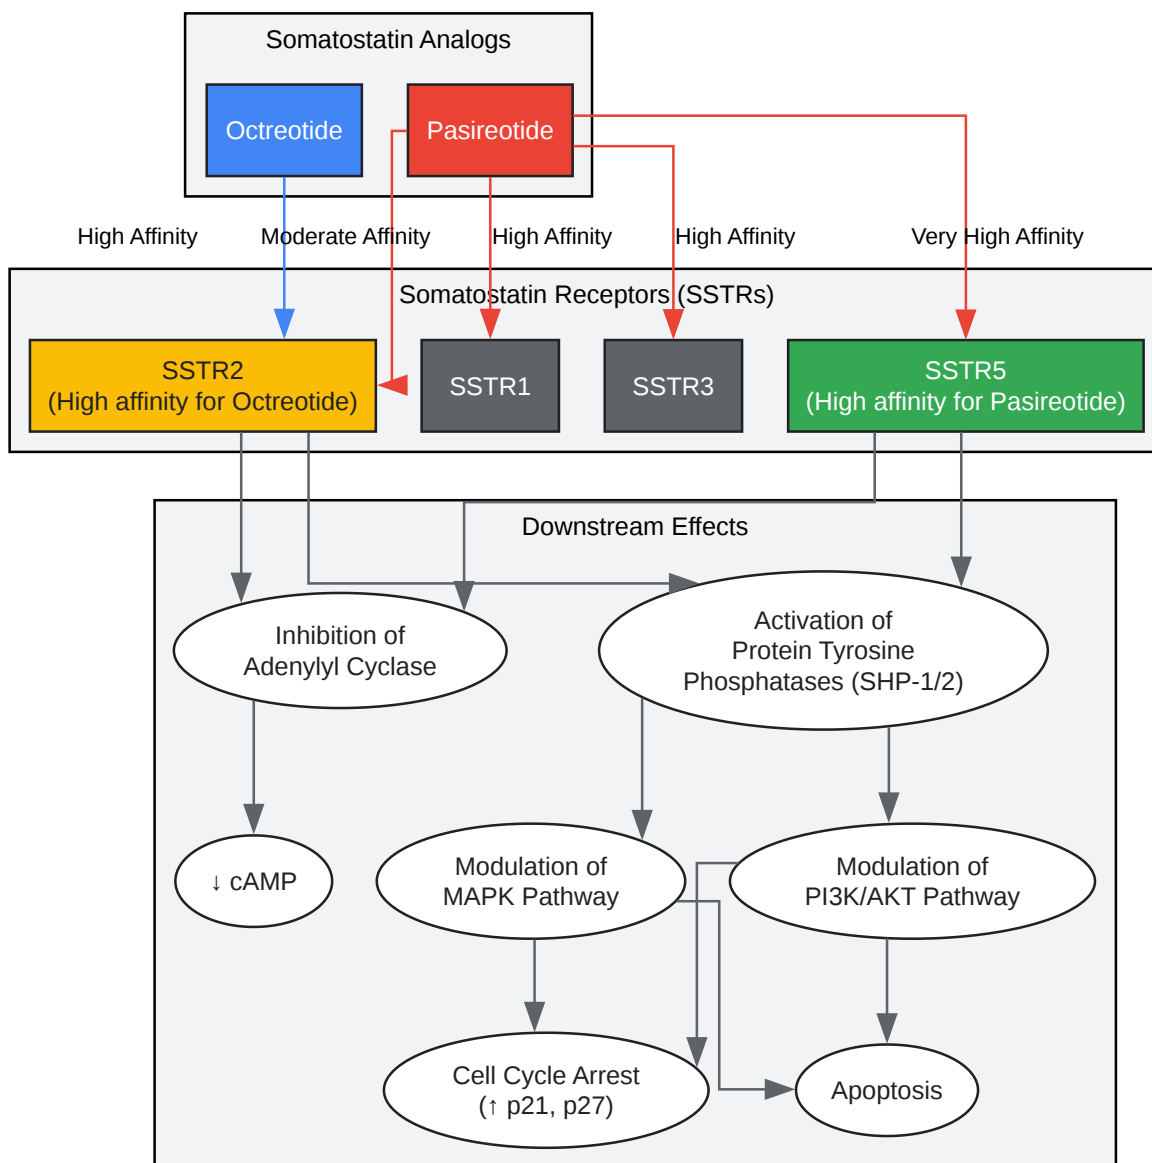 Somatostatin Analogs
Octreotide
Pasireotide
High Affinity
Moderate Affinity
High Affinity
High Affinity
Very High Affinity
Somatostatin Receptors (SSTRs)
SSTR2
(High affinity for Octreotide)
SSTR1
SSTR3
SSTR5
(High affinity for Pasireotide)
Downstream Effects
Inhibition of
Adenylyl Cyclase
Activation of
Protein Tyrosine
Phosphatases (SHP-1/2)
↓ cAMP
Modulation of
MAPK Pathway
Modulation of
PI3K/AKT Pathway
Cell Cycle Arrest
(↑ p21, p27)
Apoptosis